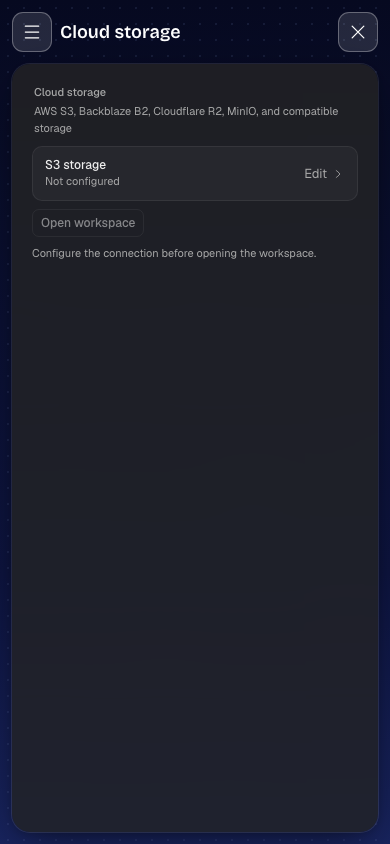 Cloud storage
Cloud storage
AWS S3, Backblaze B2, Cloudflare R2, MinIO, and compatible
storage
S3 storage
Not configured
Edit
Open workspace
Configure the connection before opening the workspace.